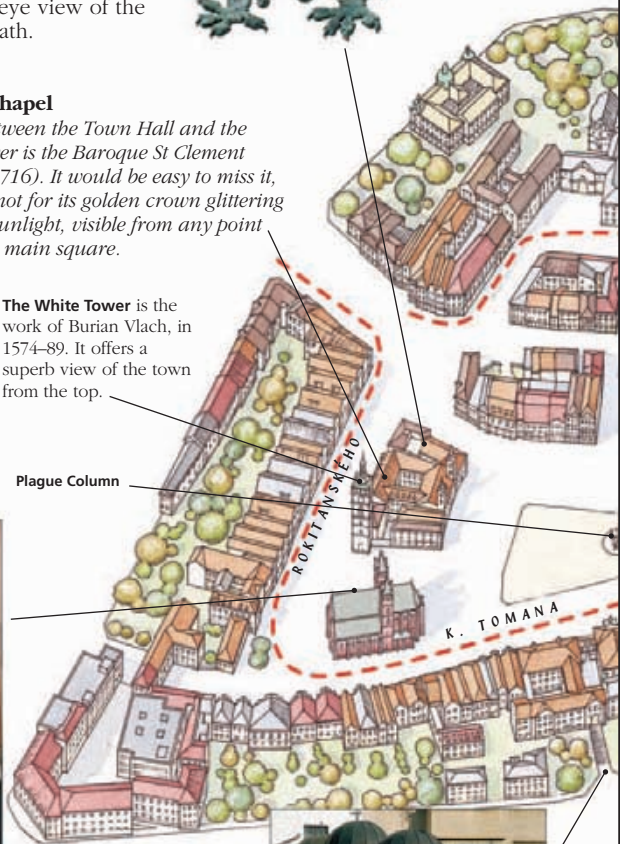 eye view of the
ath.
hapel
tween the Town Hall and the
er is the Baroque St Clement
716). It would be easy to miss it,
not for its golden crown glittering
unlight, visible from any point
main square.
The White Tower is the
work of Burian Vlach, in
1574–89. It offers a
superb view of the town
from the top.
Plague Column
ROKITANSKÉHO
K. TOMANA